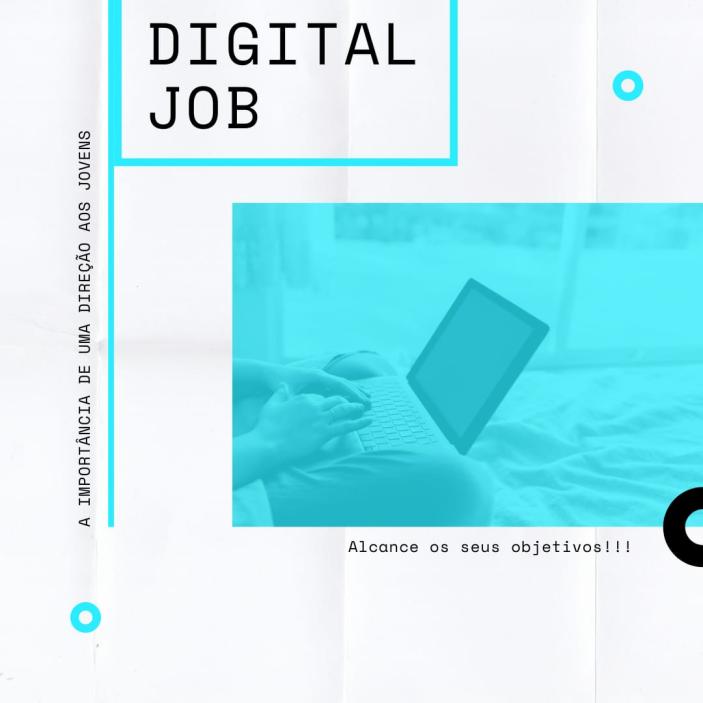 DIGITAL
JOB
A IMPORTÂNCIA DE UMA DIREÇÃO AOS JOVENS
Alcance os seus objetivos!!!